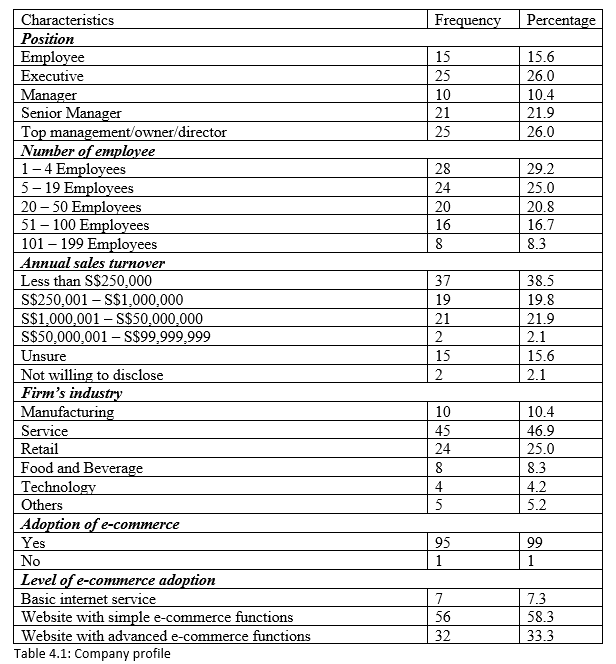 Characteristics Frequency Percentage
Position
Employee 15 15.6
Executive 25 26.0
Manager 10 10.4
Senior Manager 21 21.9
Top management/owner/director 25 26.0
Number of employee
1 – 4 Employees 28 29.2
5 – 19 Employees 24 25.0
20 – 50 Employees 20 20.8
51 – 100 Employees 16 16.7
101 – 199 Employees 8 8.3
Annual sales turnover
Less than S$250,000 37 38.5
S$250,001 – S$1,000,000 19 19.8
S$1,000,001 – S$50,000,000 21 21.9
S$50,000,001 – S$99,999,999 2 2.1
Unsure 15 15.6
Not willing to disclose 2 2.1
Firm's industry
Manufacturing 10 10.4
Service 45 46.9
Retail 24 25.0
Food and Beverage 8 8.3
Technology 4 4.2
Others 5 5.2
Adoption of e-commerce
Yes 95 99
No 1 1
Level of e-commerce adoption
Basic internet service 7 7.3
Website with simple e-commerce functions 56 58.3
Website with advanced e-commerce functions 32 33.3
Table 4.1: Company profile